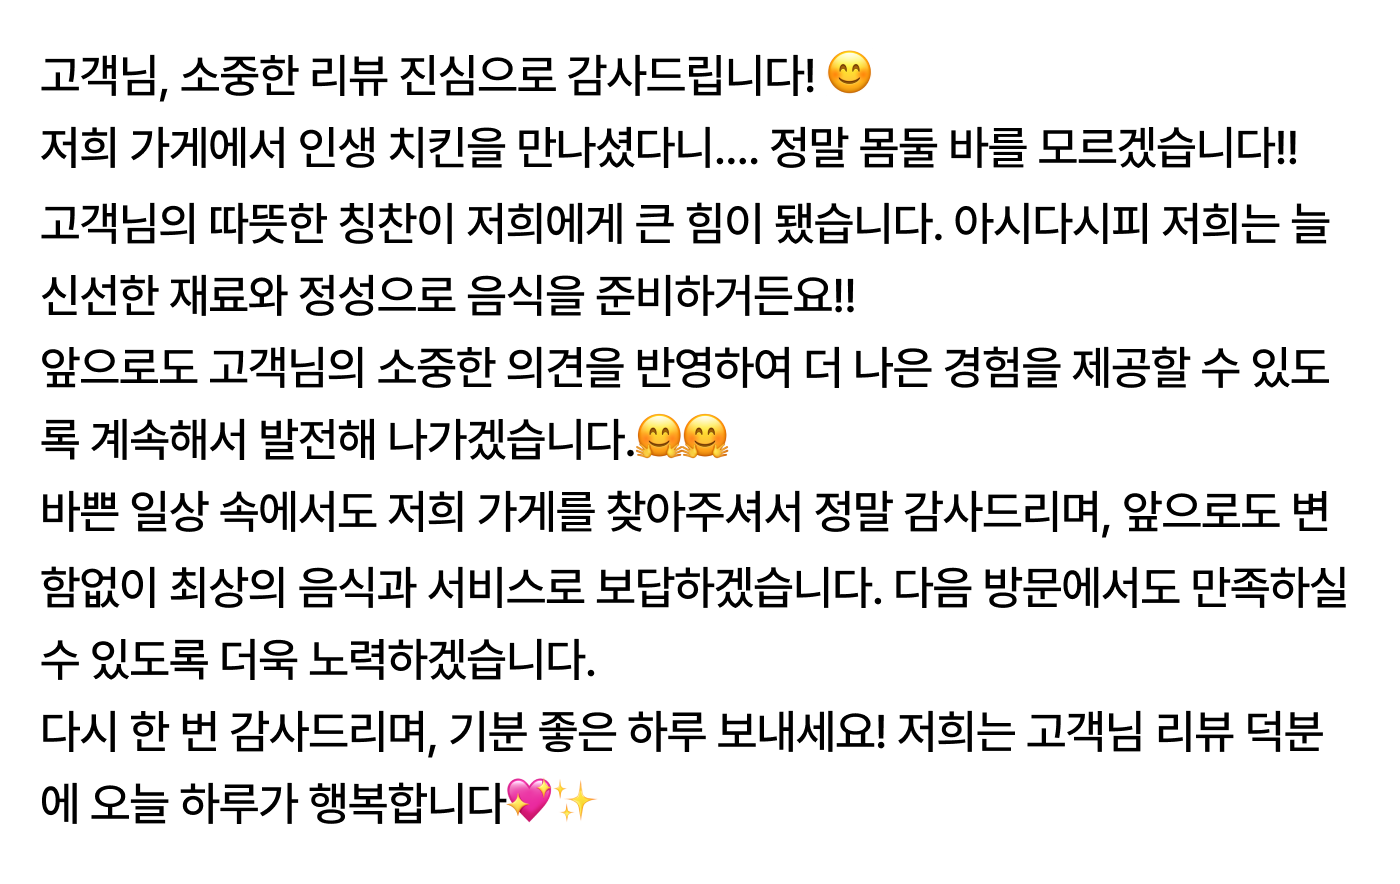 고객님, 소중한 리뷰 진심으로 감사드립니다! 😊
저희 가게에서 인생 치킨을 만나셨다니.... 정말 몸둘 바를 모르겠습니다!!
고객님의 따뜻한 칭찬이 저희에게 큰 힘이 됐습니다. 아시다시피 저희는 늘
신선한 재료와 정성으로 음식을 준비하거든요!!
앞으로도 고객님의 소중한 의견을 반영하여 더 나은 경험을 제공할 수 있도
록 계속해서 발전해 나가겠습니다.🤗🤗
바쁜 일상 속에서도 저희 가게를 찾아주셔서 정말 감사드리며, 앞으로도 변
함없이 최상의 음식과 서비스로 보답하겠습니다. 다음 방문에서도 만족하실
수 있도록 더욱 노력하겠습니다.
다시 한 번 감사드리며, 기분 좋은 하루 보내세요! 저희는 고객님 리뷰 덕분
에 오늘 하루가 행복합니다💖✨